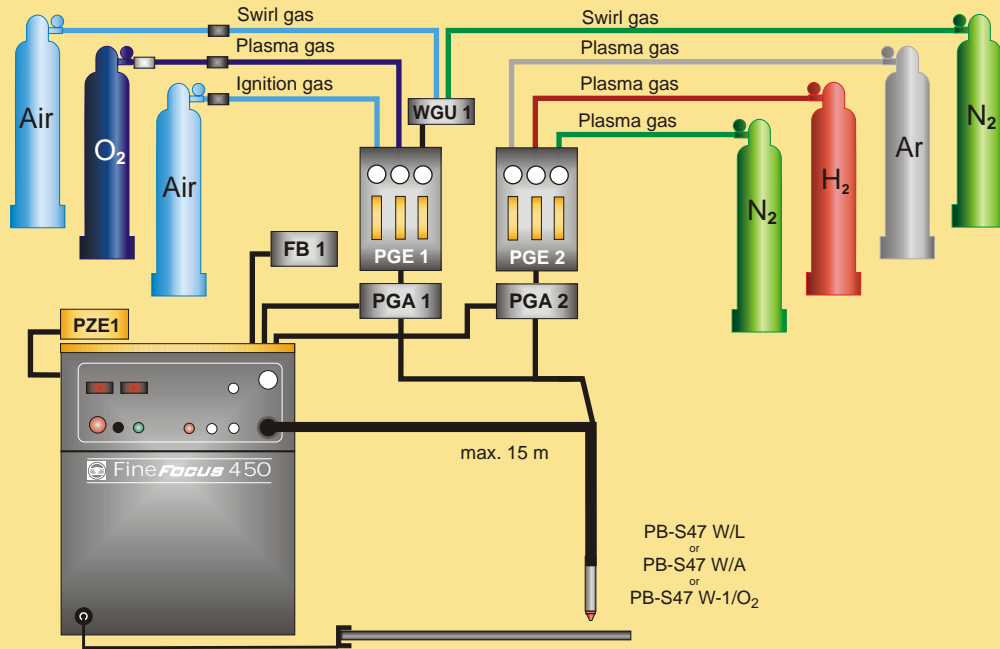 Swirl gas
Plasma gas
Ignition gas
Air
O₂
Air
WGU 1
Swirl gas
Plasma gas
Plasma gas
Plasma gas
N₂
H₂
Ar
N₂
PGE 1
PGE 2
FB 1
PGA 1
PGA 2
PZE1
FineFocus 450
max. 15 m
PB-S47 W/L
or
PB-S47 W/A
or
PB-S47 W-1/O₂